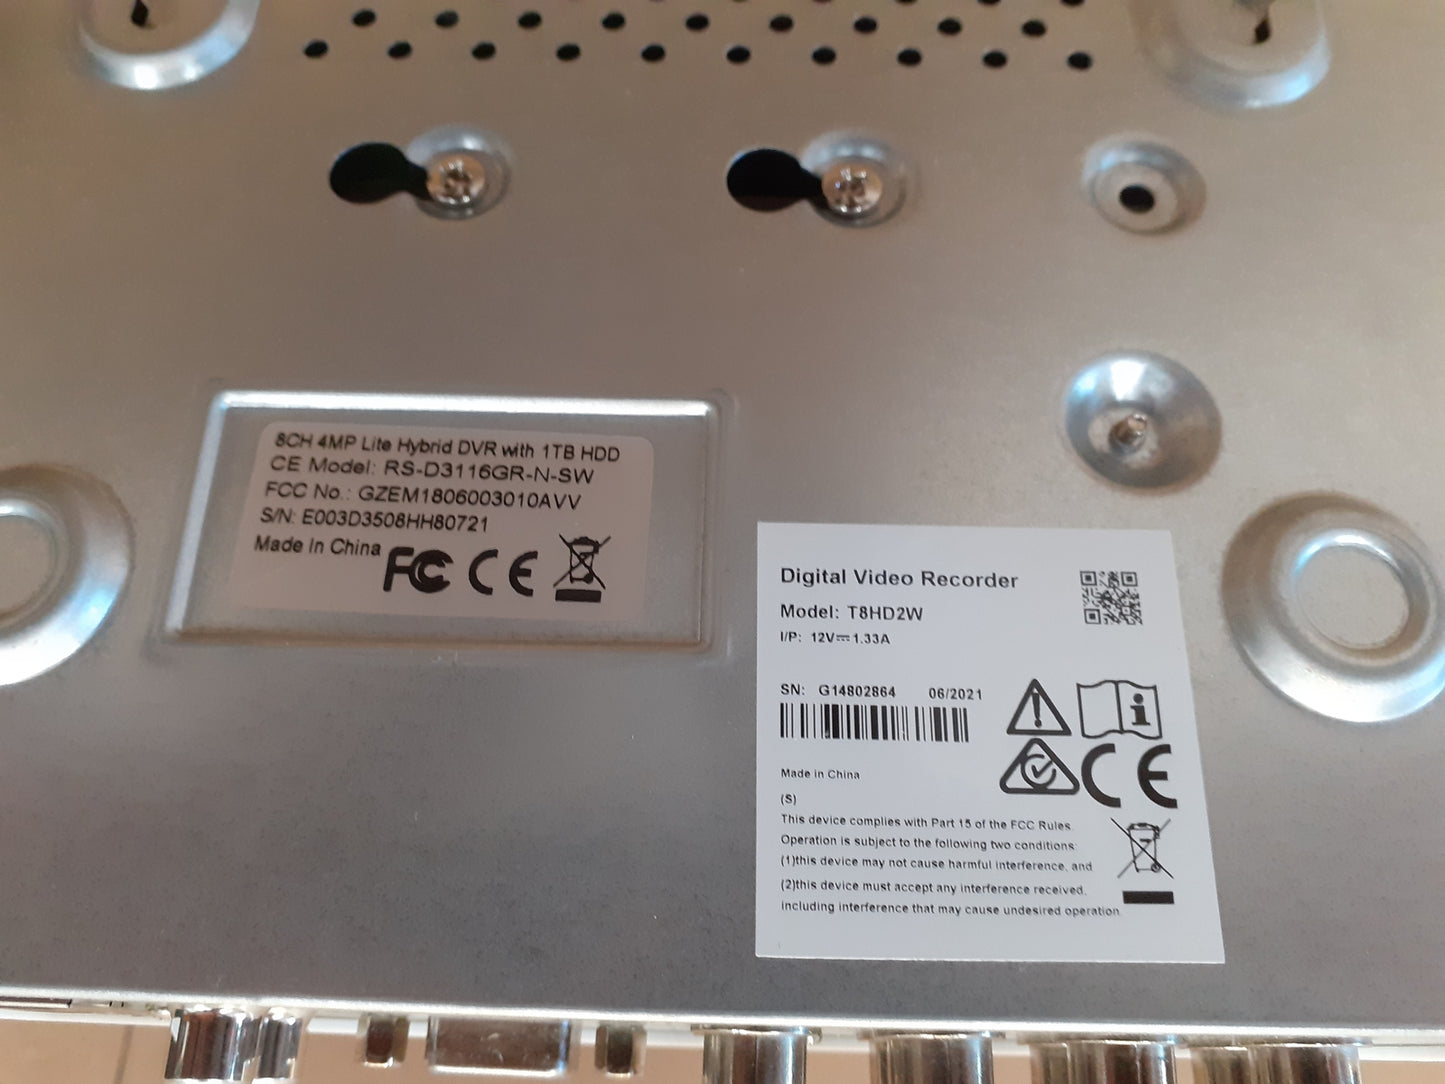 8CH 4MP Lite Hybrid DVR with 1TB HDD
CE Model: RS-D3116GR-N-SW
FCC No.: GZEM1806003010AVV
S/N: E003D3508HH80721
Made In China
FC CE
Digital Video Recorder
Model: T8HD2W
I/P: 12V⎓1.33A
SN: G14802864 06/2021
CE
Made in China
(S)
This device complies with Part 15 of the FCC Rules.
Operation is subject to the following two conditions:
(1)this device may not cause harmful interference, and
(2)this device must accept any interference received,
including interference that may cause undesired operation.